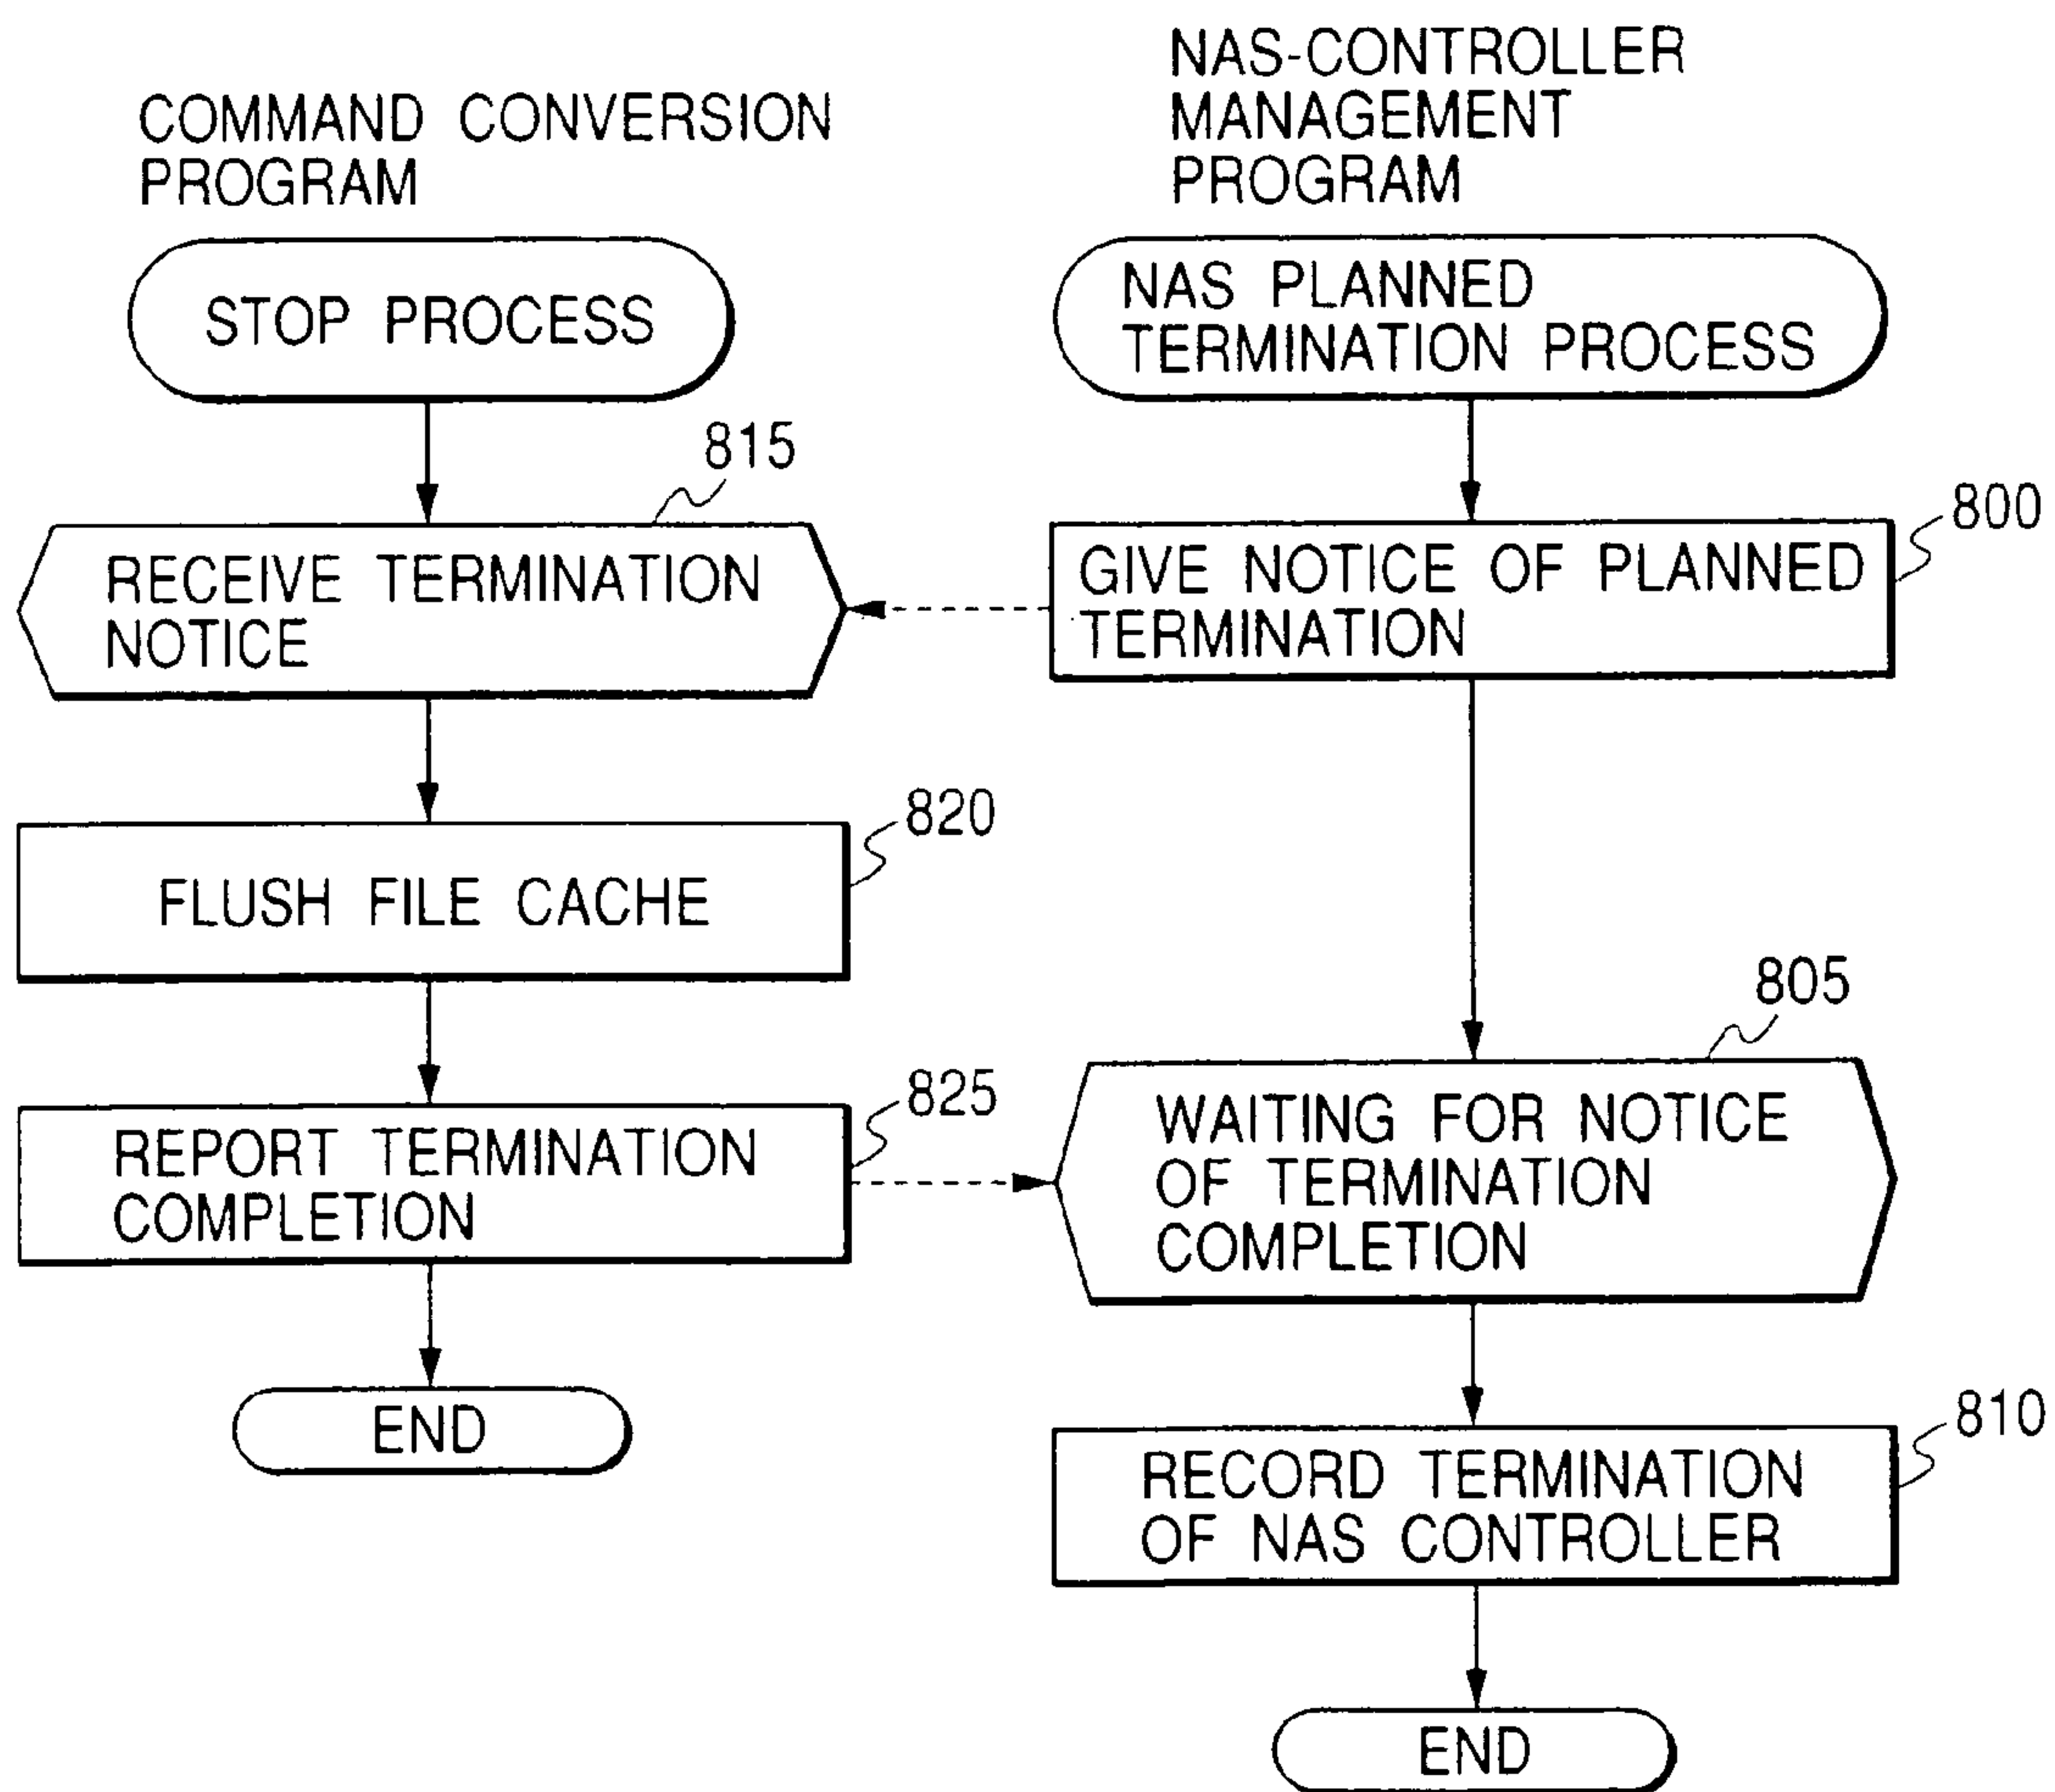 COMMAND CONVERSION
PROGRAM
STOP PROCESS
815
RECEIVE TERMINATION
NOTICE
820
FLUSH FILE CACHE
825
REPORT TERMINATION
COMPLETION
END
NAS-CONTROLLER
MANAGEMENT
PROGRAM
NAS PLANNED
TERMINATION PROCESS
800
GIVE NOTICE OF PLANNED
TERMINATION
805
WAITING FOR NOTICE
OF TERMINATION
COMPLETION
810
RECORD TERMINATION
OF NAS CONTROLLER
END